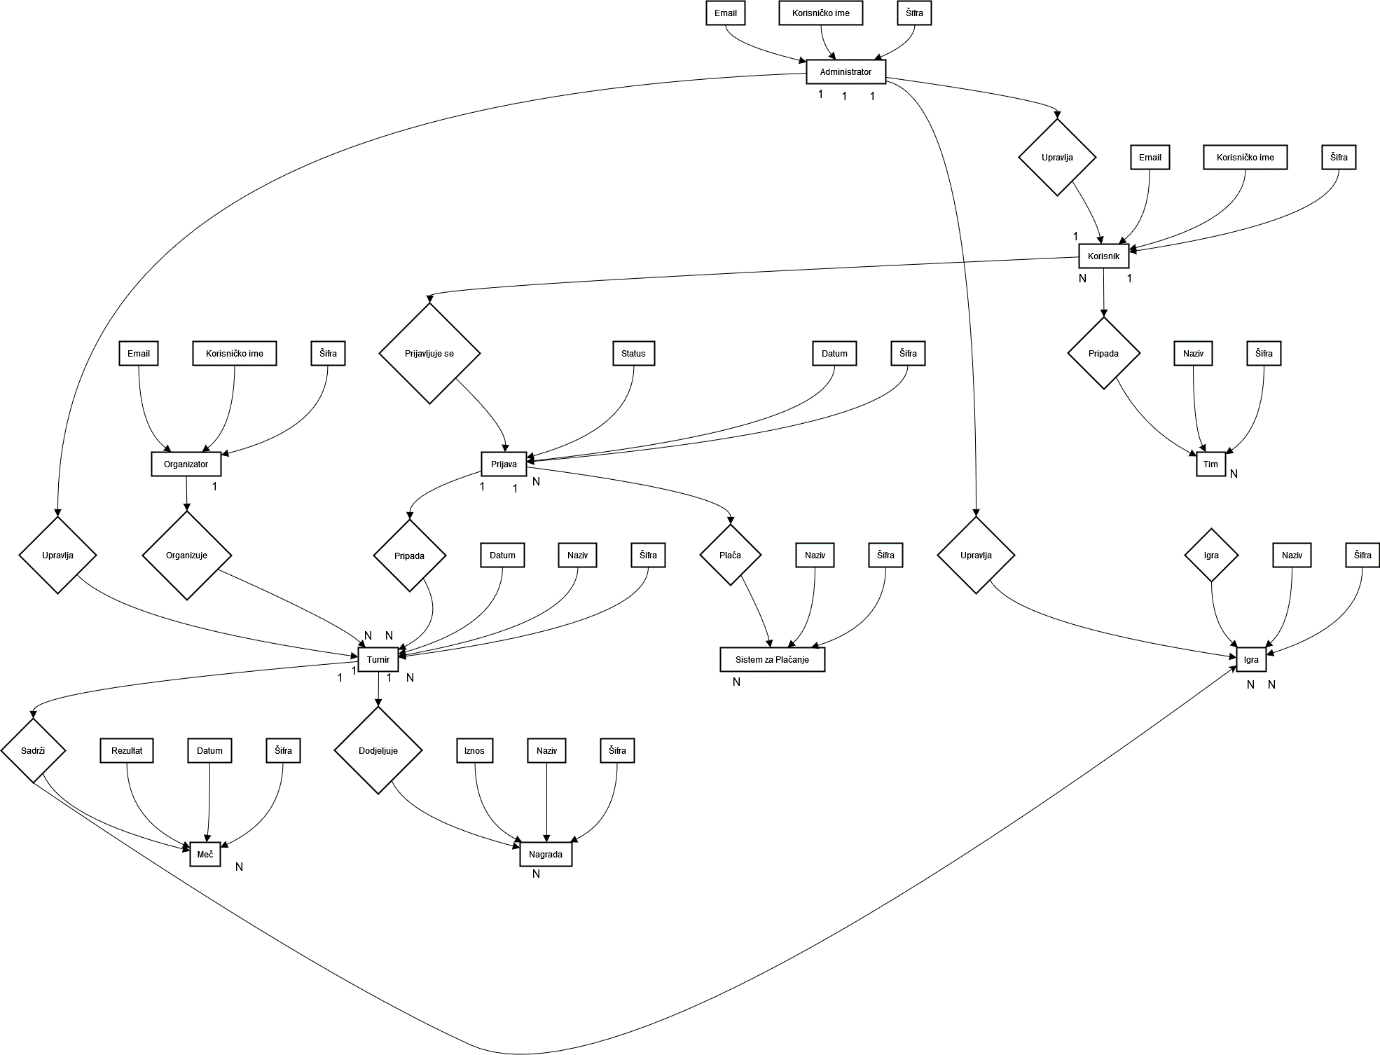 Email
Korisničko ime
Šifra
Administrator
1
1
1
Upravlja
Email
Korisničko ime
Šifra
1
Korisnik
N
1
Email
Korisničko ime
Šifra
Prijavljuje se
Status
Datum
Šifra
Pripada
Naziv
Šifra
Organizator
1
Prijava
1
1
N
Tim
N
Upravlja
Organizuje
Pripada
Datum
Naziv
Šifra
Plača
Naziv
Šifra
Upravlja
Igra
Naziv
Šifra
N
N
Turnir
1
1
1
N
Sistem za Plačanje
N
Igra
N
N
Sadrži
Rezultat
Datum
Šifra
Dodjeljuje
Iznos
Naziv
Šifra
Meč
N
Nagrada
N